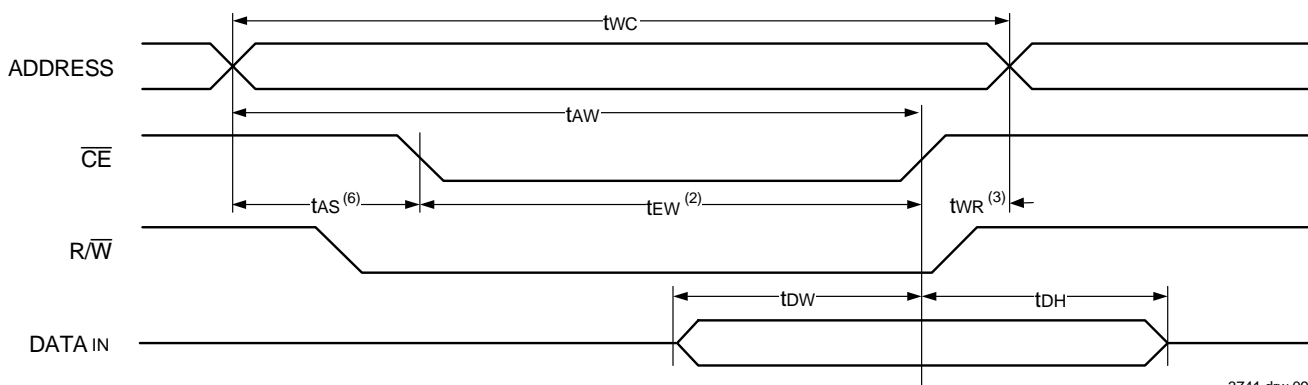 tWC
ADDRESS
tAW
CE
tAS (6) tEW (2) tWR (3)
R/W
tDW tDH
DATA IN